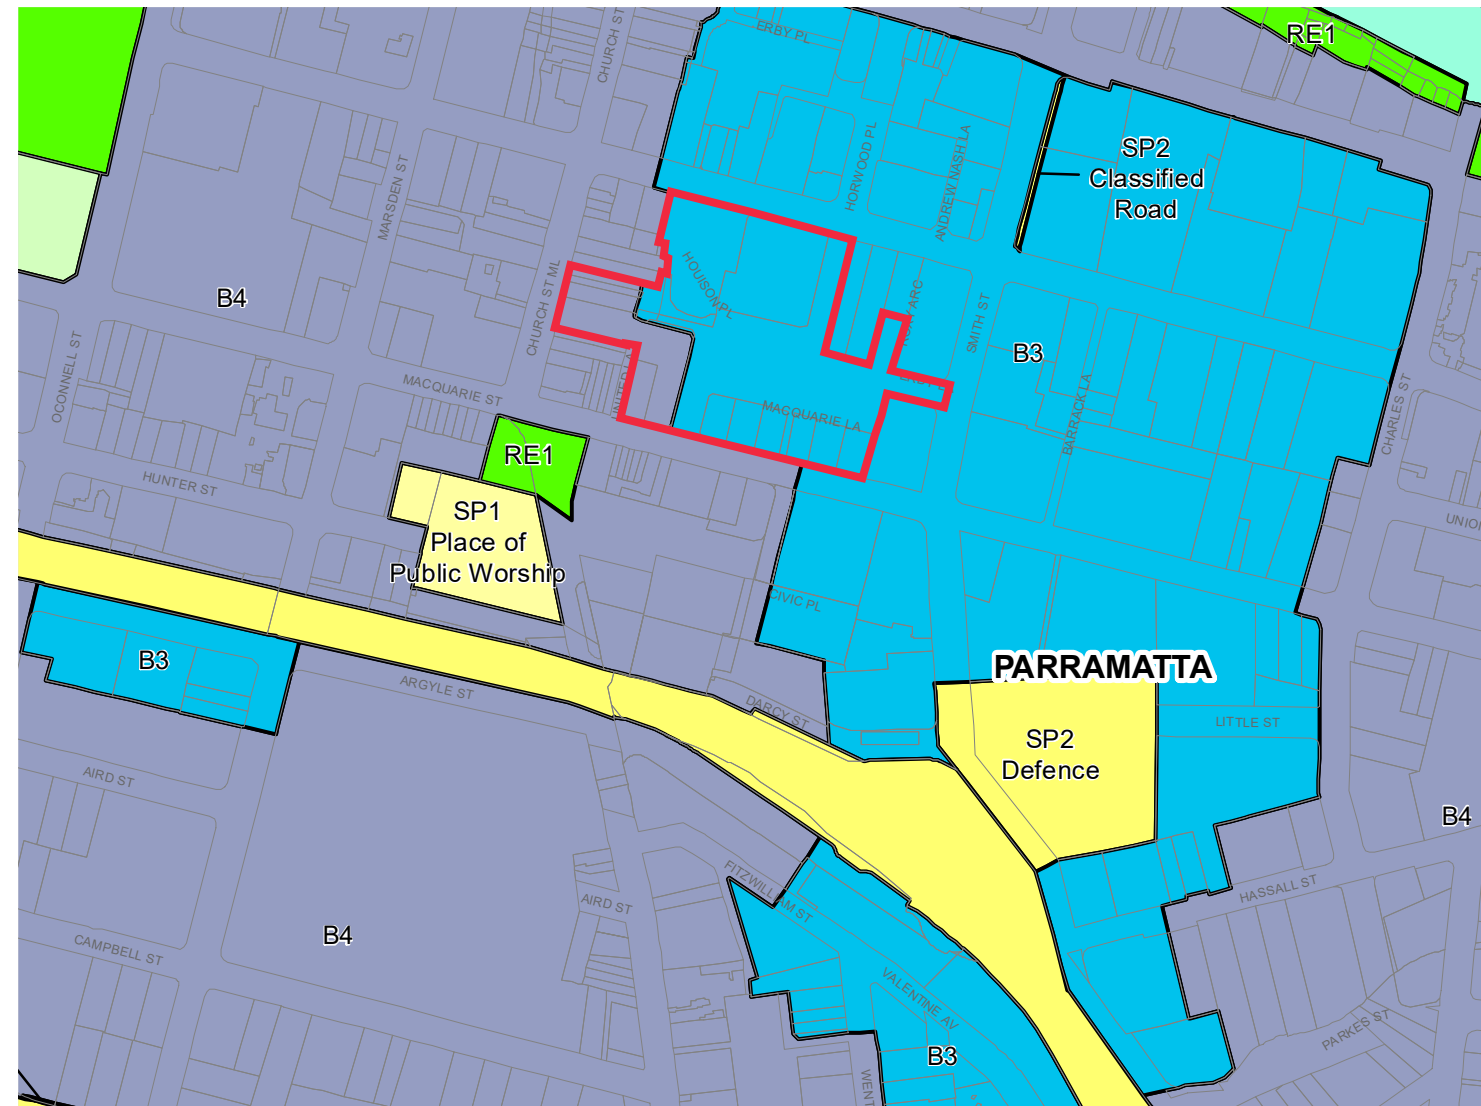 CHURCH ST
ERBY PL
RE1
MARSDEN ST
HORWOOD PL
ANDREW NASH LA
SP2
Classified
Road
B4
CHURCH ST ML
HOUISON PL
ARC
SMITH ST
B3
OCONNELL ST
MACQUARIE ST
MACQUARIE LA
BARRACK LA
CHARLES ST
RE1
HUNTER ST
SP1
Place of
Public Worship
UNION
CIVIC PL
B3
ARGYLE ST
PARRAMATTA
DARCY ST
LITTLE ST
SP2
Defence
AIRD ST
B4
FITZWILLIAM ST
AIRD ST
HASSALL ST
B4
CAMPBELL ST
VALENTINE AV
PARKES ST
B3
WENT